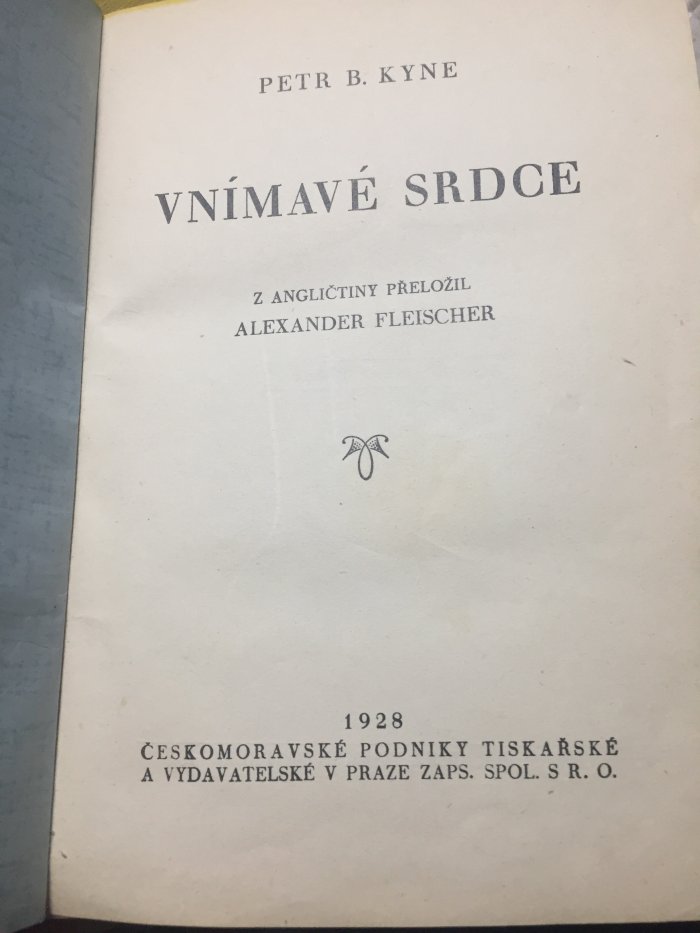 PETR B. KYNE
VNÍMAVÉ SRDCE
Z ANGLIČTINY PŘELOŽIL
ALEXANDER FLEISCHER
1928
ČESKOMORAVSKÉ PODNIKY TISKAŘSKÉ
A VYDAVATELSKÉ V PRAZE ZAPS. SPOL. S R. O.